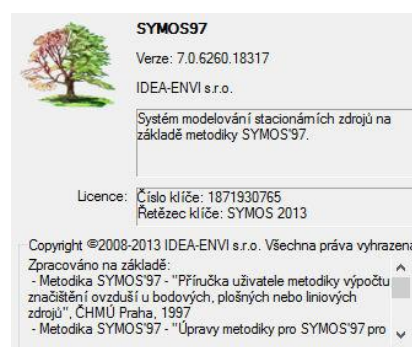 SYMOS97
Verze: 7.0.6260.18317
IDEA-ENVI s.r.o.
Systém modelování stacionárních zdrojů na
základě metodiky SYMOS'97.
Licence:
Číslo klíče: 1871930765
Řetězec klíče: SYMOS 2013
Copyright ©2008-2013 IDEA-ENVI s.r.o. Všechna práva vyhrazena
Zpracováno na základě:
- Metodika SYMOS'97 - "Příručka uživatele metodiky výpočtu
značištění ovzduší u bodových, plošných nebo liniových
zdrojů", ČHMÚ Praha, 1997
- Metodika SYMOS'97 - "Úpravy metodiky pro SYMOS'97 pro